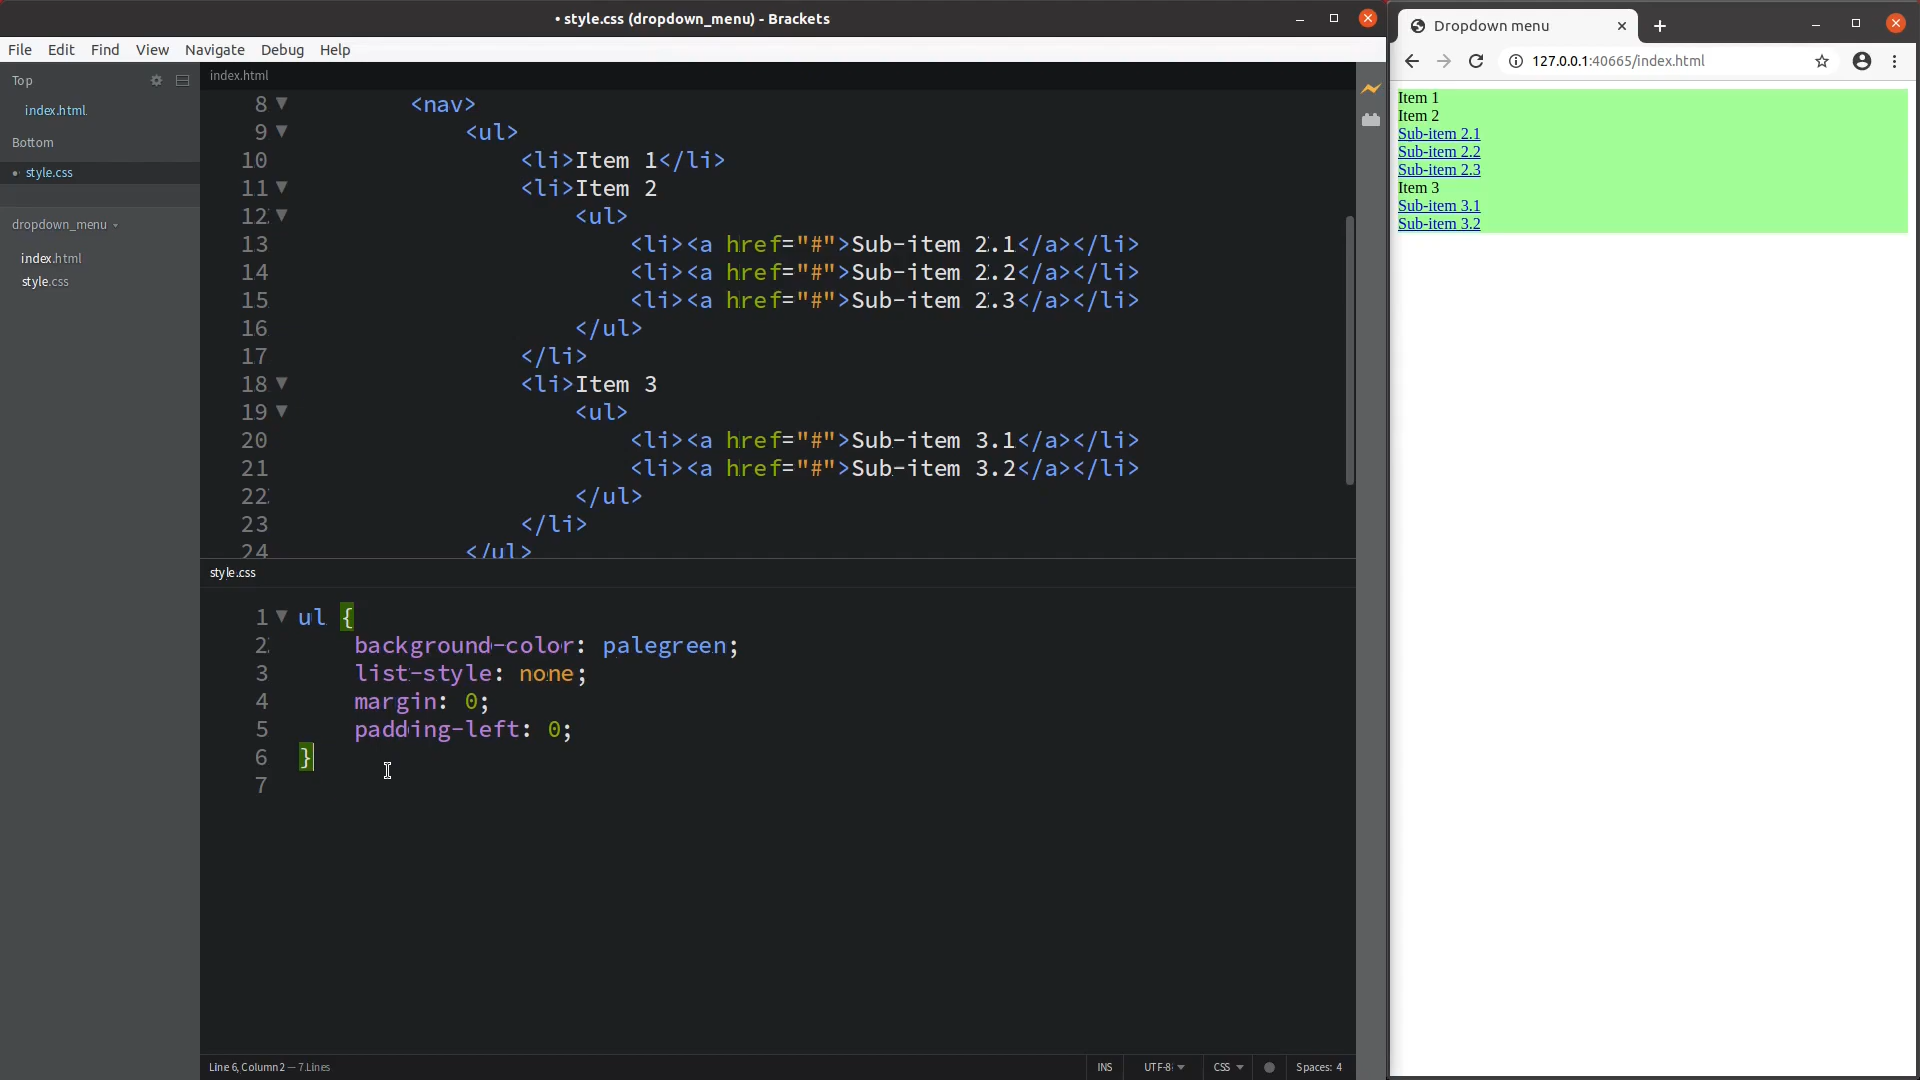 • style.css (dropdown_menu) - Brackets
File Edit Find View Navigate Debug Help
Top
index.html
Bottom
• style.css
dropdown_menu
index.html
style.css
index.html
8 <nav>
9 <ul>
10 <li>Item 1</li>
11 <li>Item 2
12 <ul>
13 <li><a href="#">Sub-item 2.1</a></li>
14 <li><a href="#">Sub-item 2.2</a></li>
15 <li><a href="#">Sub-item 2.3</a></li>
16 </ul>
17 </li>
18 <li>Item 3
19 <ul>
20 <li><a href="#">Sub-item 3.1</a></li>
21 <li><a href="#">Sub-item 3.2</a></li>
22 </ul>
23 </li>
24 </ul>
style.css
1 ul {
2 background-color: palegreen;
3 list-style: none;
4 margin: 0;
5 padding-left: 0;
6 }
7
Line 6, Column 2 — 7 Lines
INS UTF-8 CSS Spaces: 4
Dropdown menu
127.0.0.1:40665/index.html
Item 1
Item 2
Sub-item 2.1
Sub-item 2.2
Sub-item 2.3
Item 3
Sub-item 3.1
Sub-item 3.2